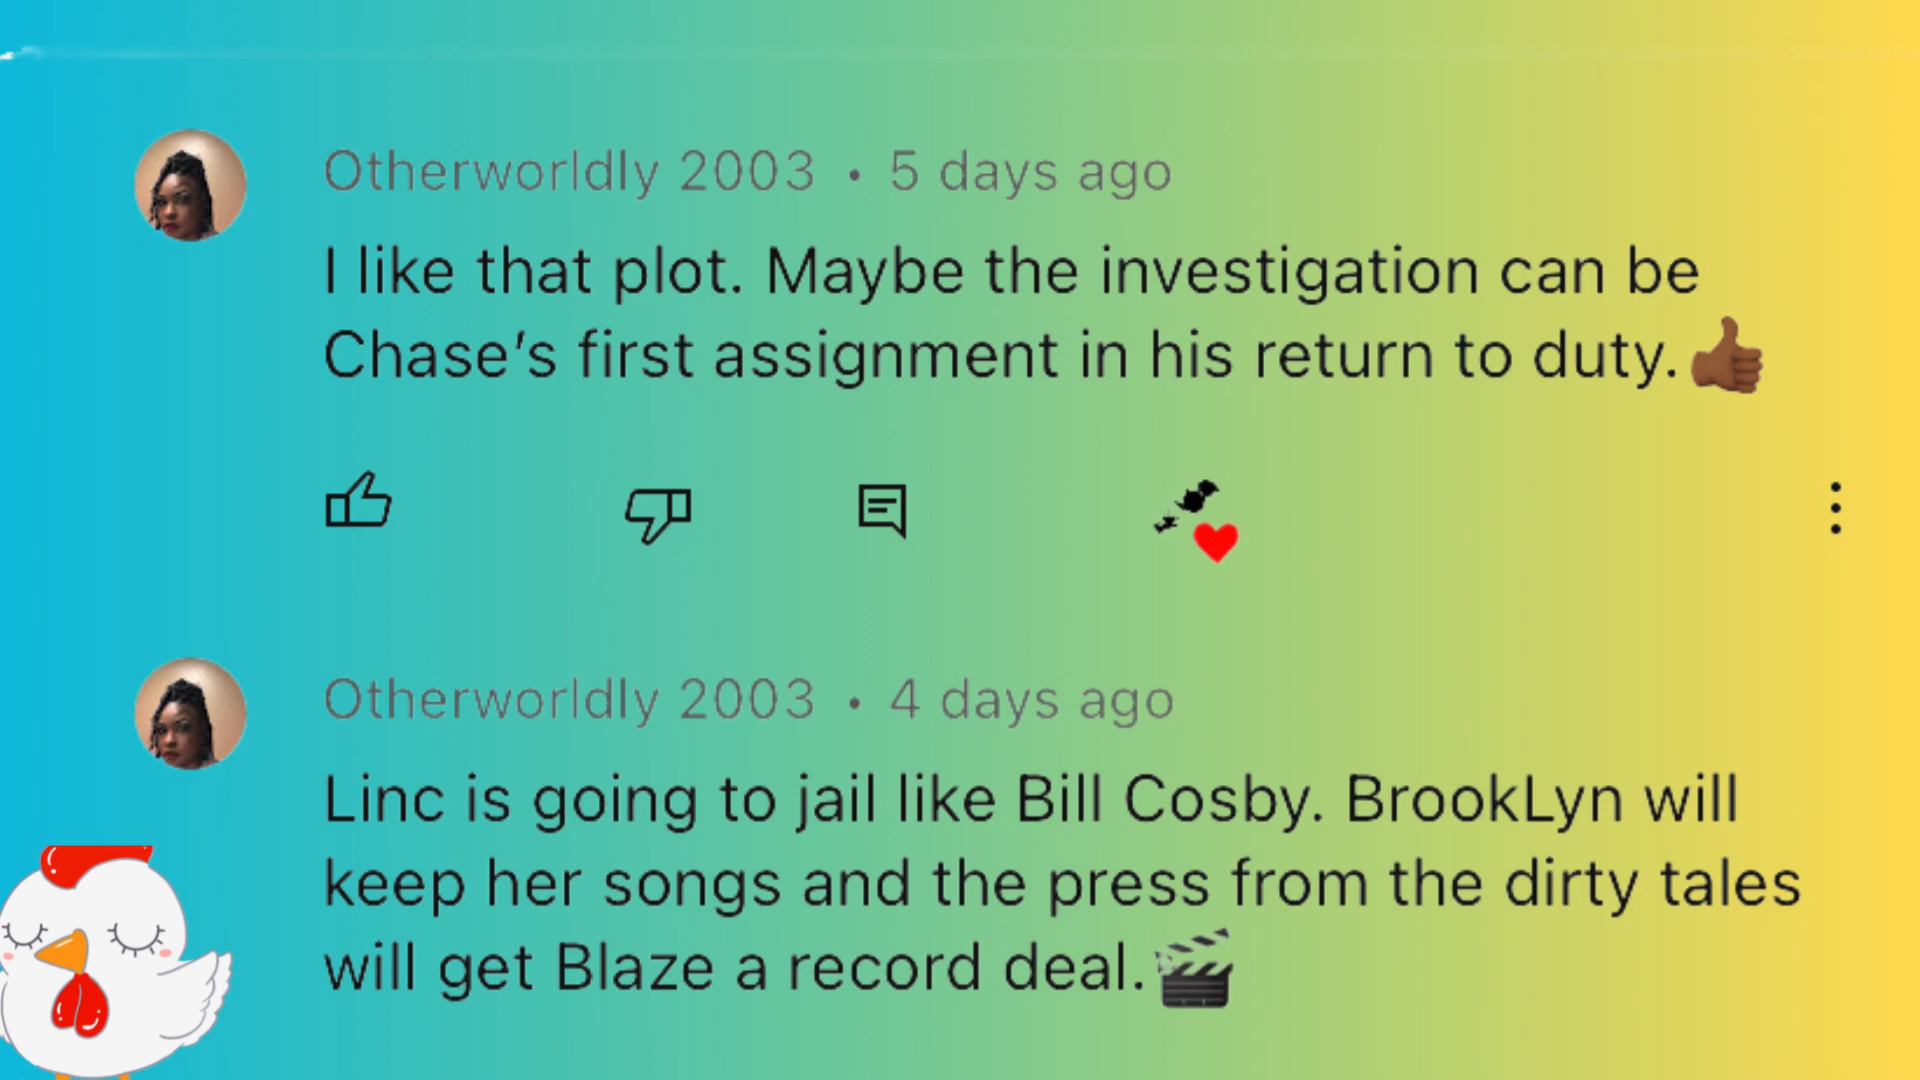 Otherworldly 2003 • 5 days ago
I like that plot. Maybe the investigation can be
Chase's first assignment in his return to duty.👍🏾
Otherworldly 2003 • 4 days ago
Linc is going to jail like Bill Cosby. BrookLyn will
keep her songs and the press from the dirty tales
will get Blaze a record deal.🎬